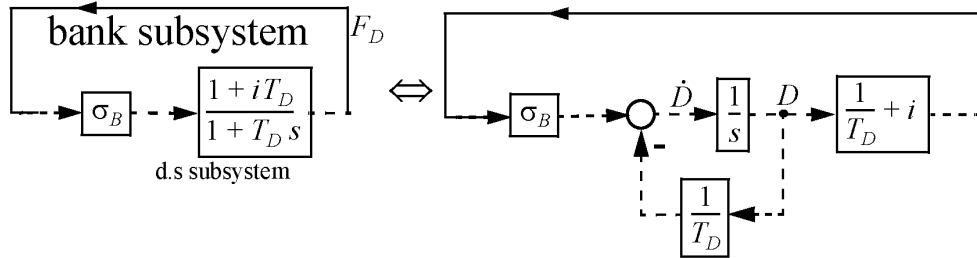 bank subsystem
F_D
σ_B
(1 + iT_D)/(1 + T_D s)
d.s subsystem
⇔
σ_B
Ḋ
1/s
D
1/T_D + i
-
1/T_D